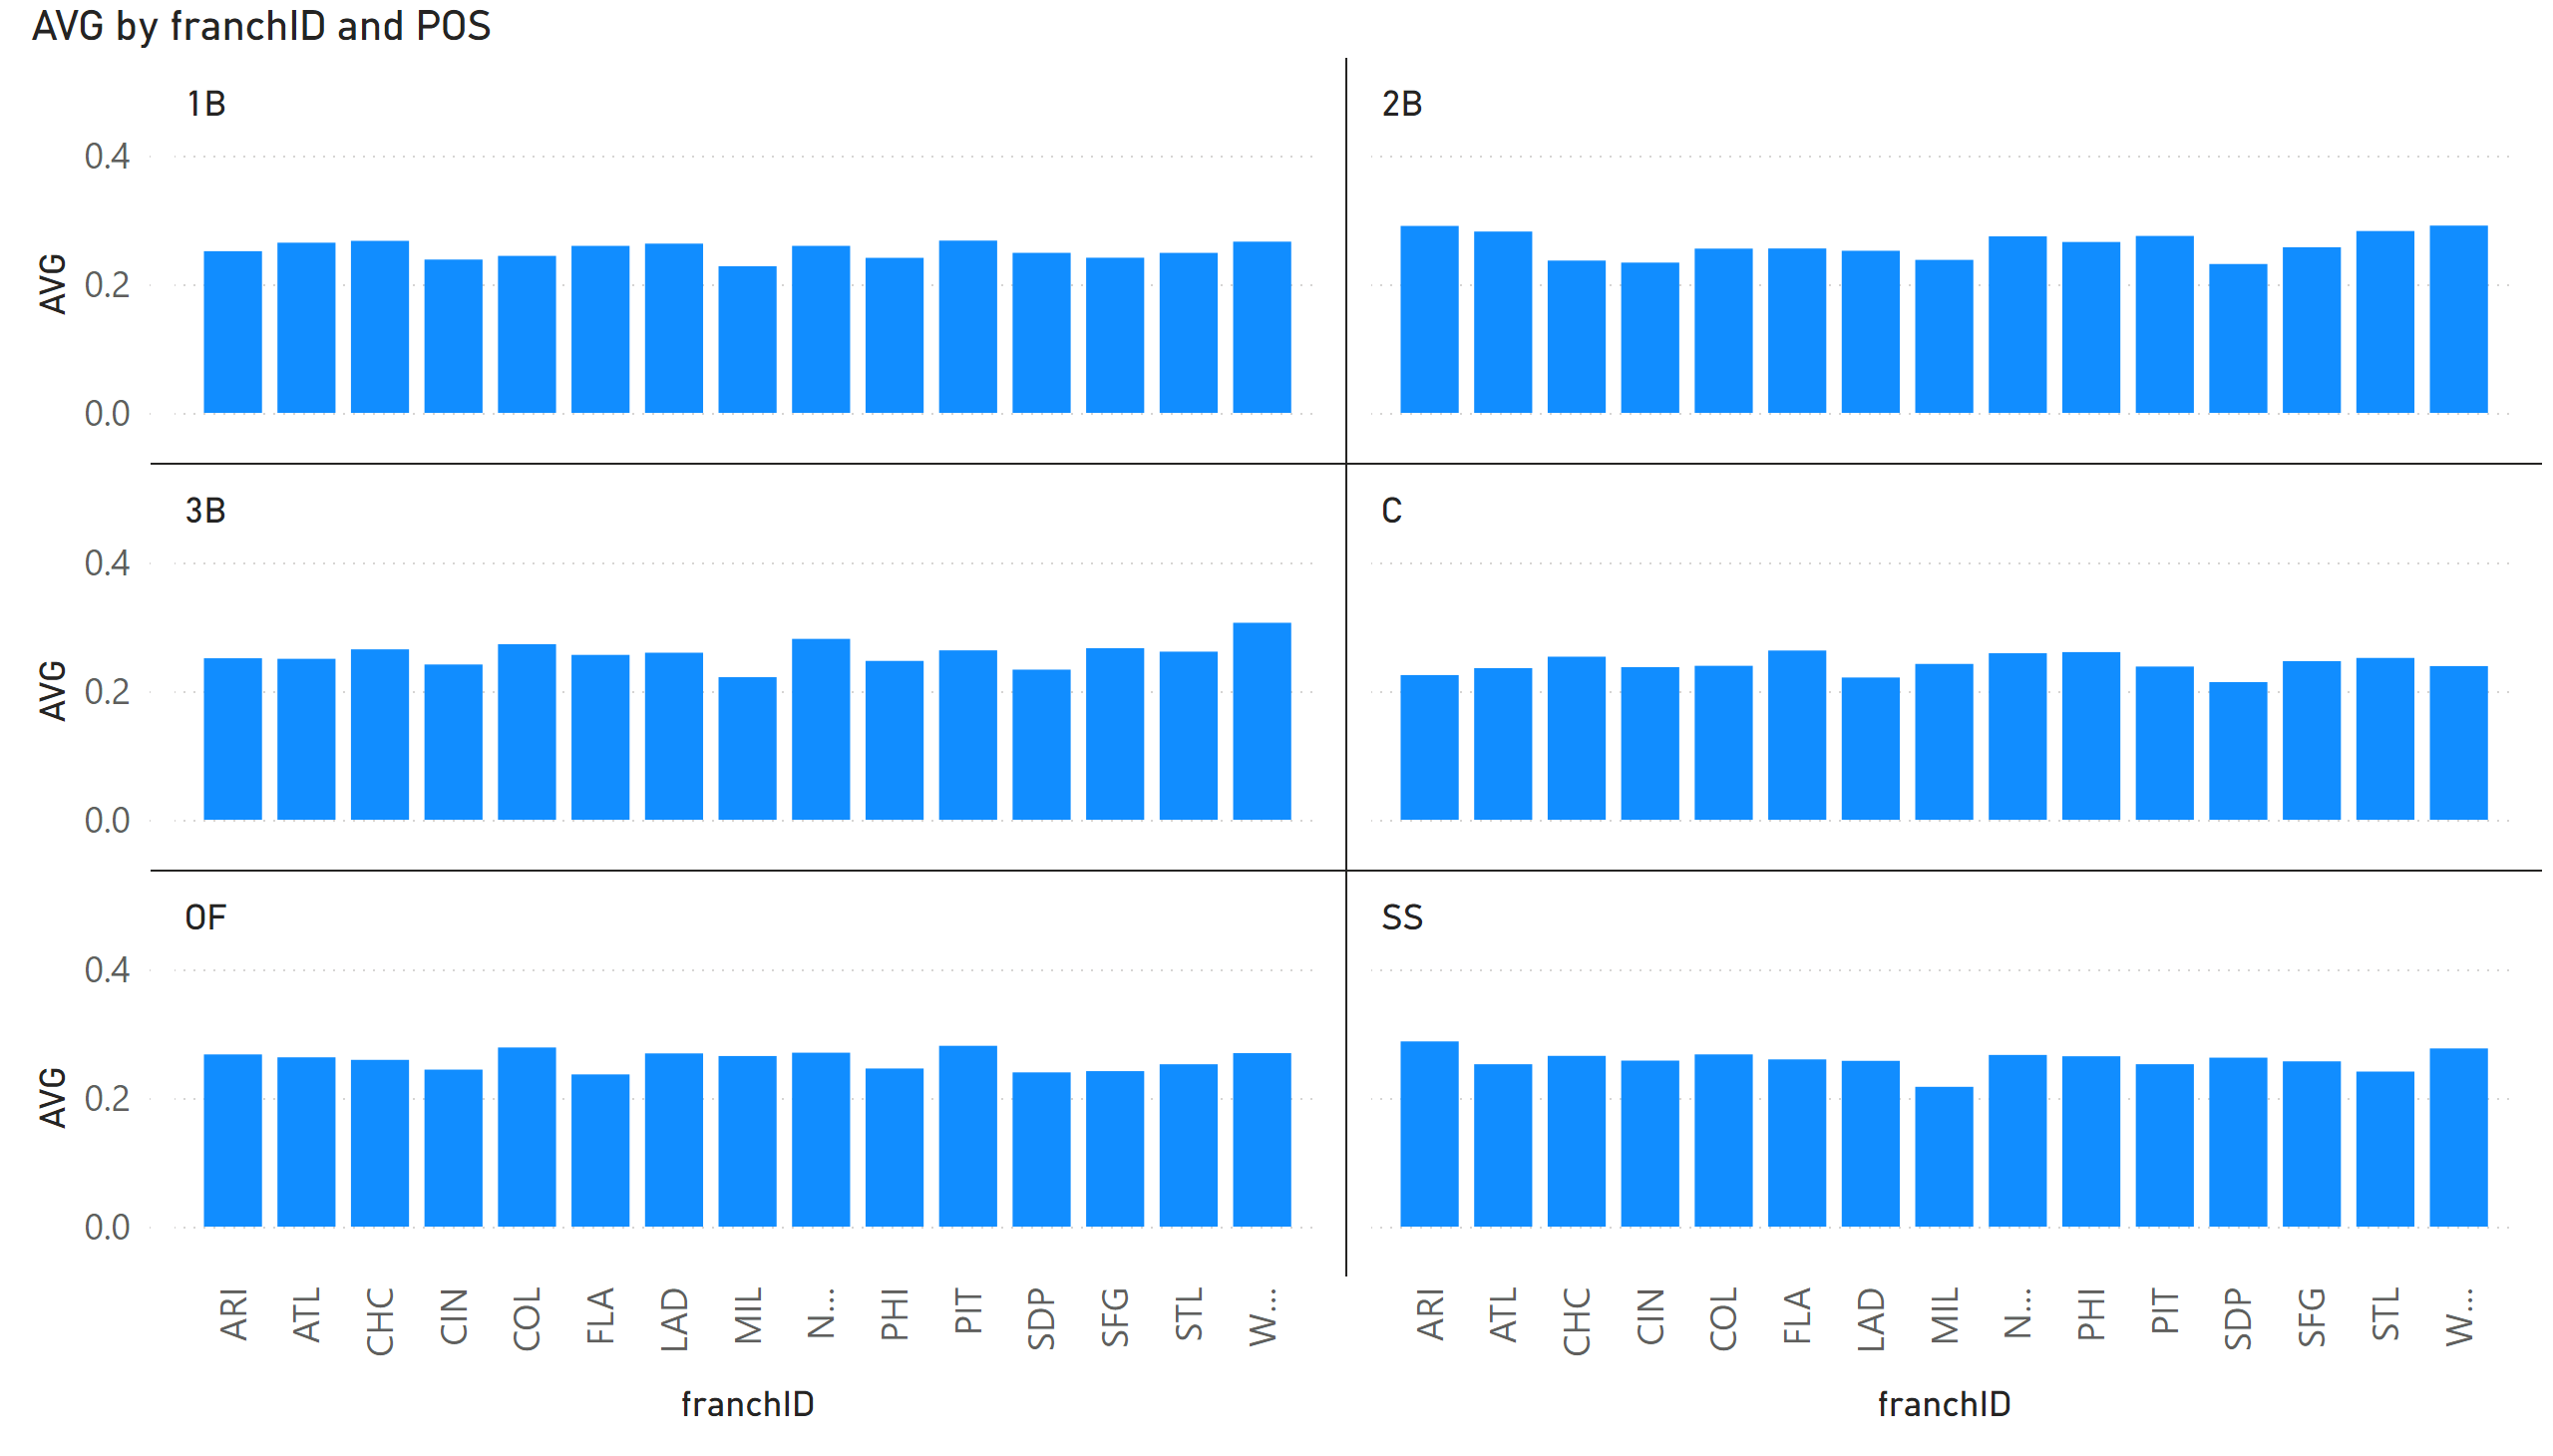 AVG by franchID and POS
1B
2B
0.4
AVG
0.2
0.0
3B
C
0.4
AVG
0.2
0.0
OF
SS
0.4
AVG
0.2
0.0
ARI ATL CHC CIN COL FLA LAD MIL N... PHI PIT SDP SFG STL W...
ARI ATL CHC CIN COL FLA LAD MIL N... PHI PIT SDP SFG STL W...
franchID
franchID